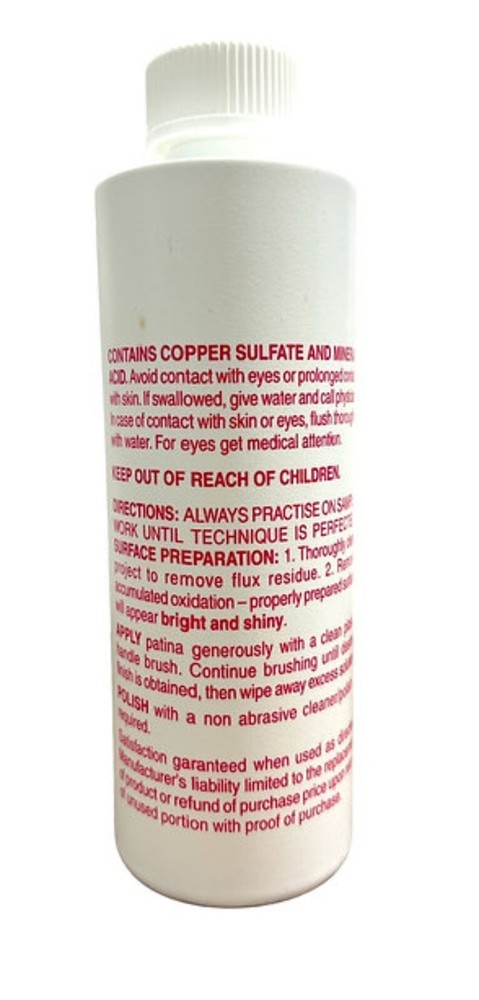 CONTAINS COPPER SULFATE AND
ACID. Avoid contact with eyes or prolonged
with skin. If swallowed, give water and call
In case of contact with skin or eyes, flush
with water. For eyes get medical attention.
KEEP OUT OF REACH OF CHILDREN.
DIRECTIONS: ALWAYS PRACTISE ON
WORK UNTIL TECHNIQUE IS
SURFACE PREPARATION: 1. Thoroughly
project to remove flux residue. 2.
accumulated oxidation – properly prepared
will appear bright and shiny.
APPLY patina generously with a clean
handle brush. Continue brushing until
finish is obtained, then wipe away excess
POLISH with a non abrasive
required.
Satisfaction garanteed when used as
Manufacturer's liability limited to the
of product or refund of purchase price upon
of unused portion with proof of purchase.